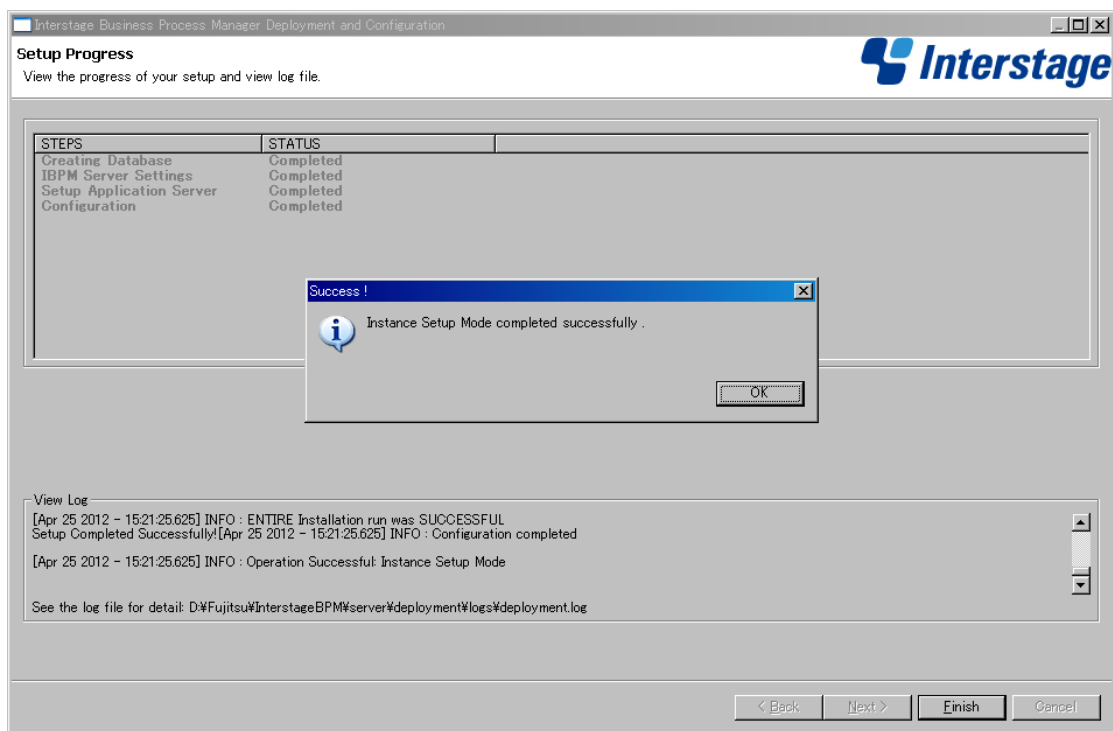 Interstage Business Process Manager Deployment and Configuration
Setup Progress
View the progress of your setup and view log file.
Interstage
STEPS STATUS
Creating Database Completed
IBPM Server Settings Completed
Setup Application Server Completed
Configuration Completed
Success !
Instance Setup Mode completed successfully .
OK
View Log
[Apr 25 2012 - 15:21:25.625] INFO : ENTIRE Installation run was SUCCESSFUL
Setup Completed Successfully![Apr 25 2012 - 15:21:25.625] INFO : Configuration completed
[Apr 25 2012 - 15:21:25.625] INFO : Operation Successful: Instance Setup Mode
See the log file for detail: D:¥Fujitsu¥InterstageBPM¥server¥deployment¥logs¥deployment.log
< Back Next > Finish Cancel